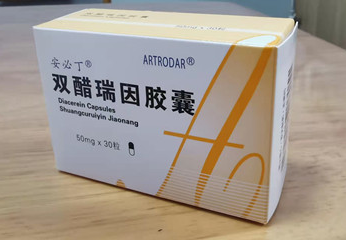 安必丁®
ARTRODAR®
双醋瑞因胶囊
Diacerein Capsules
Shuangcuruiyin Jiaonang
50mg x 30粒